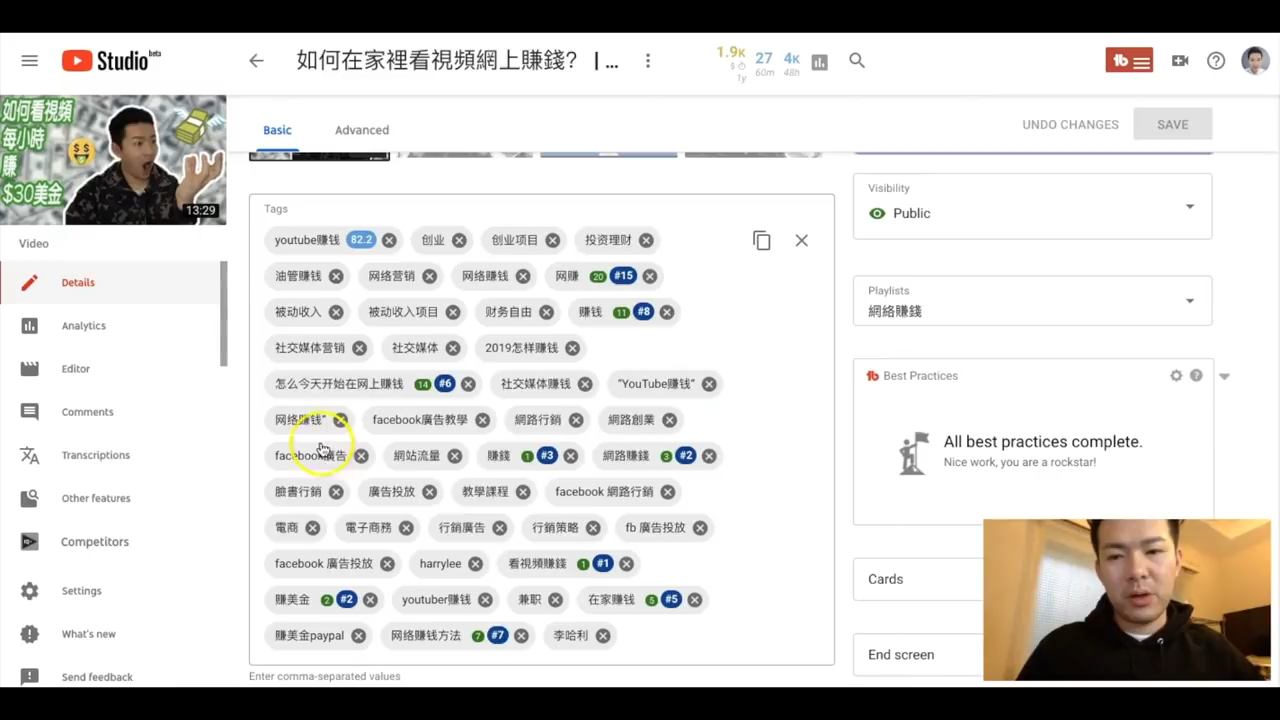 Studio beta
如何在家裡看視頻網上賺錢? | ...
1.9K
1y
27
60m
4K
48h
tb
如何看視頻
每小時
賺
$30美金
13:29
Basic
Advanced
UNDO CHANGES
SAVE
Video
Details
Analytics
Editor
Comments
Transcriptions
Other features
Competitors
Settings
What's new
Send feedback
Tags
youtube赚钱 82.2 创业 创业项目 投资理财
油管赚钱 网络营销 网络赚钱 网赚 20 #15
被动收入 被动收入项目 财务自由 赚钱 11 #8
社交媒体营销 社交媒体 2019怎样赚钱
怎么今天开始在网上赚钱 14 #6 社交媒体赚钱 "YouTube赚钱"
网络赚钱" facebook廣告教學 網路行銷 網路創業
facebook廣告 網站流量 賺錢 1 #3 網路賺錢 3 #2
臉書行銷 廣告投放 教學課程 facebook 網路行銷
電商 電子商務 行銷廣告 行銷策略 fb 廣告投放
facebook 廣告投放 harrylee 看視頻賺錢 1 #1
賺美金 2 #2 youtuber赚钱 兼职 在家赚钱 5 #5
賺美金paypal 网络赚钱方法 7 #7 李哈利
Enter comma-separated values
Visibility
Public
Playlists
網絡賺錢
tb Best Practices
All best practices complete.
Nice work, you are a rockstar!
Cards
End screen